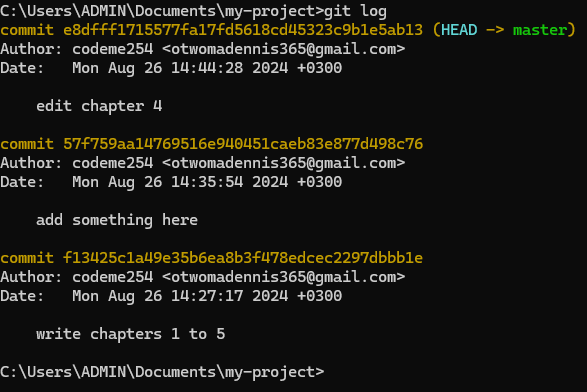 C:\Users\ADMIN\Documents\my-project>git log
commit e8dfff1715577fa17fd5618cd45323c9b1e5ab13 (HEAD -> master)
Author: codeme254 <otwomadennis365@gmail.com>
Date:   Mon Aug 26 14:44:28 2024 +0300
    edit chapter 4
commit 57f759aa14769516e940451caeb83e877d498c76
Author: codeme254 <otwomadennis365@gmail.com>
Date:   Mon Aug 26 14:35:54 2024 +0300
    add something here
commit f13425c1a49e35b6ea8b3f478edcec2297dbbb1e
Author: codeme254 <otwomadennis365@gmail.com>
Date:   Mon Aug 26 14:27:17 2024 +0300
    write chapters 1 to 5
C:\Users\ADMIN\Documents\my-project>